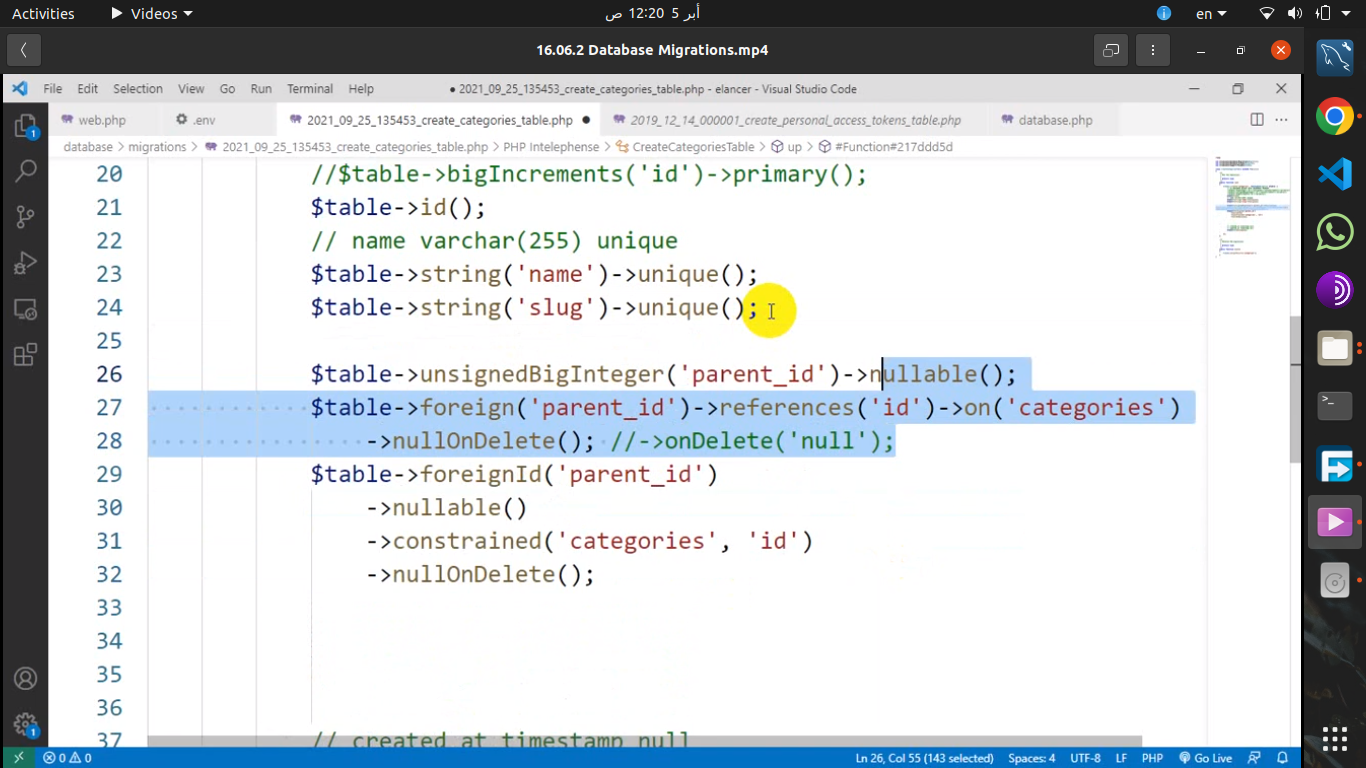 Activities Videos أبر 5 12:20 ص en
16.06.2 Database Migrations.mp4
File Edit Selection View Go Run Terminal Help ● 2021_09_25_135453_create_categories_table.php - elancer - Visual Studio Code
web.php .env 2021_09_25_135453_create_categories_table.php ● 2019_12_14_000001_create_personal_access_tokens_table.php database.php
database > migrations > 2021_09_25_135453_create_categories_table.php > PHP Intelephense > CreateCategoriesTable > up > #Function#217ddd5d
20 //$table->bigIncrements('id')->primary();
21 $table->id();
22 // name varchar(255) unique
23 $table->string('name')->unique();
24 $table->string('slug')->unique();
25
26 $table->unsignedBigInteger('parent_id')->nullable();
27 $table->foreign('parent_id')->references('id')->on('categories')
28 ->nullOnDelete(); //->onDelete('null');
29 $table->foreignId('parent_id')
30 ->nullable()
31 ->constrained('categories', 'id')
32 ->nullOnDelete();
33
34
35
36
37 // created_at timestamp null
0 0 Ln 26, Col 55 (143 selected) Spaces: 4 UTF-8 LF PHP Go Live